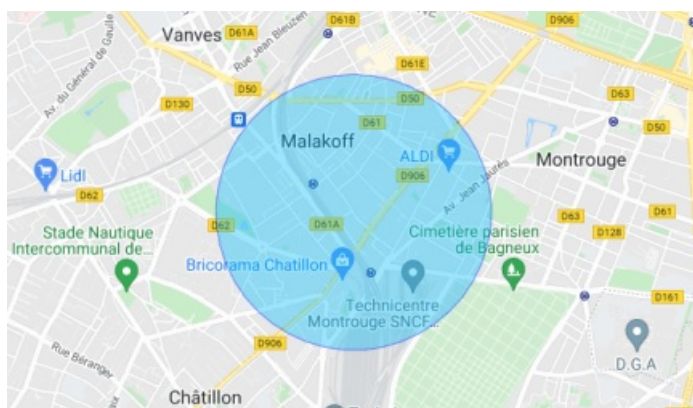 D61B
D906
Vanves
D61A
Rue Jean Bleuzen
Av. du Général de Gaulle
D61E
D50
D130
D50
D63
D61
D50
Malakoff
ALDI
Montrouge
Lidl
D906
D62
Av. Jean Jaurès
D62
D61A
D63
D61
D128
Stade Nautique
Intercommunal de...
Cimetière parisien
de Bagneux
Bricorama Chatillon
D161
Technicentre
Montrouge SNCF...
D906
Rue Béranger
D.G.A
Châtillon